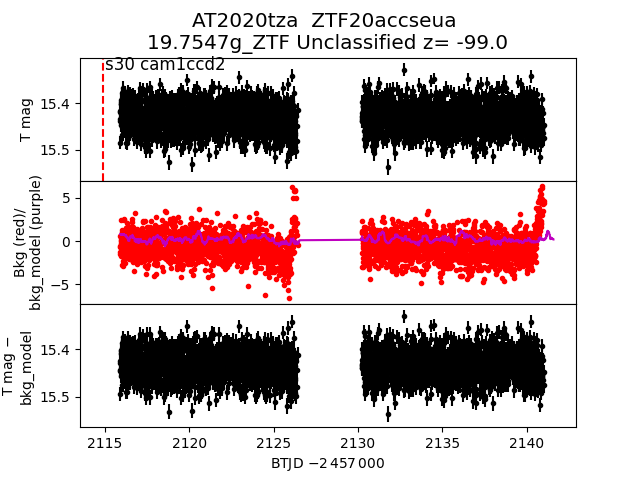 AT2020tza  ZTF20accseua
19.7547g_ZTF Unclassified z= -99.0
s30 cam1ccd2
15.4
15.5
T mag
5
0
−5
Bkg (red)/
bkg_model (purple)
15.4
15.5
T mag −
bkg_model
2115
2120
2125
2130
2135
2140
BTJD −2 457 000